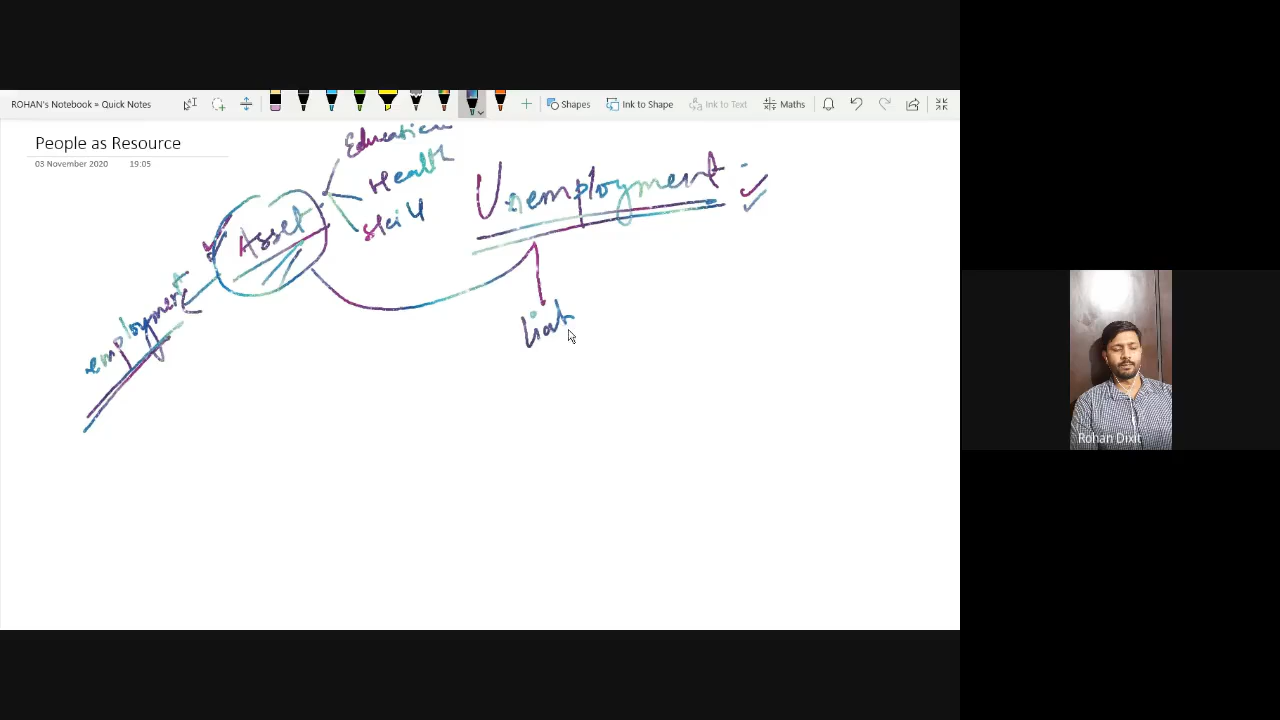 ROHAN's Notebook » Quick Notes
Shapes
Ink to Shape
Ink to Text
Maths
People as Resource
03 November 2020 19:05
Education
Health
Skill
Asset
employment
Unemployment :
Liab
Rohan Dixit